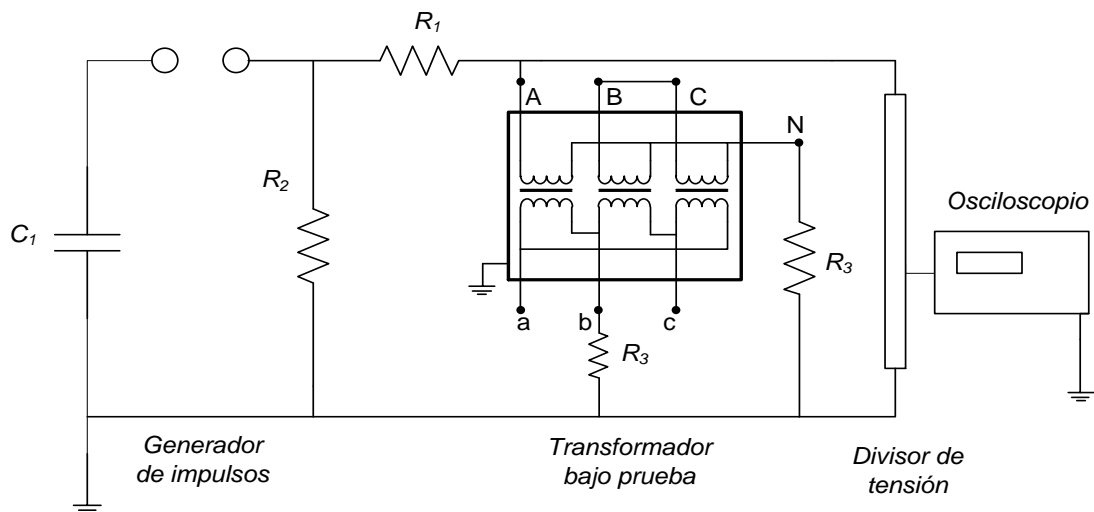 R1
A
B
C
N
R2
Osciloscopio
C1
R3
a
b
c
R3
Generador
de impulsos
Transformador
bajo prueba
Divisor de
tensión